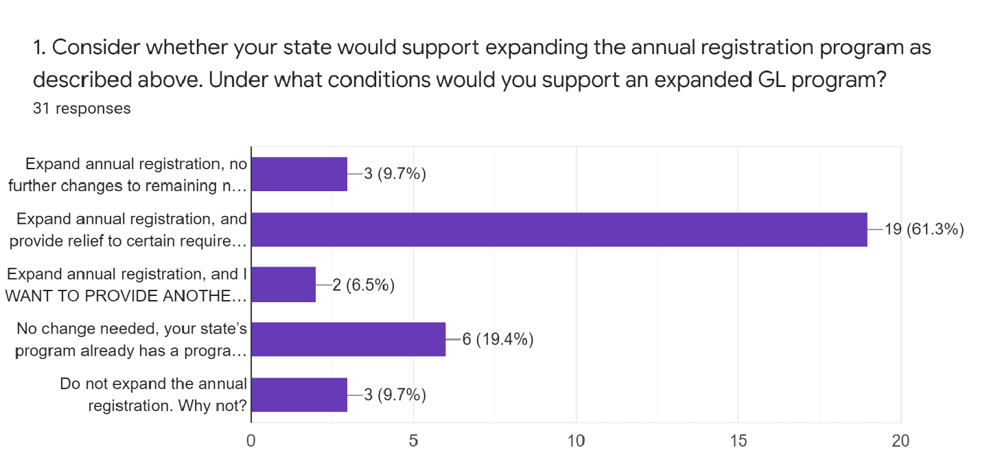 1. Consider whether your state would support expanding the annual registration program as
described above. Under what conditions would you support an expanded GL program?
31 responses
Expand annual registration, no
further changes to remaining n…
3 (9.7%)
Expand annual registration, and
provide relief to certain require…
19 (61.3%)
Expand annual registration, and I
WANT TO PROVIDE ANOTHE…
2 (6.5%)
No change needed, your state’s
program already has a progra…
6 (19.4%)
Do not expand the annual
registration. Why not?
3 (9.7%)
0 5 10 15 20